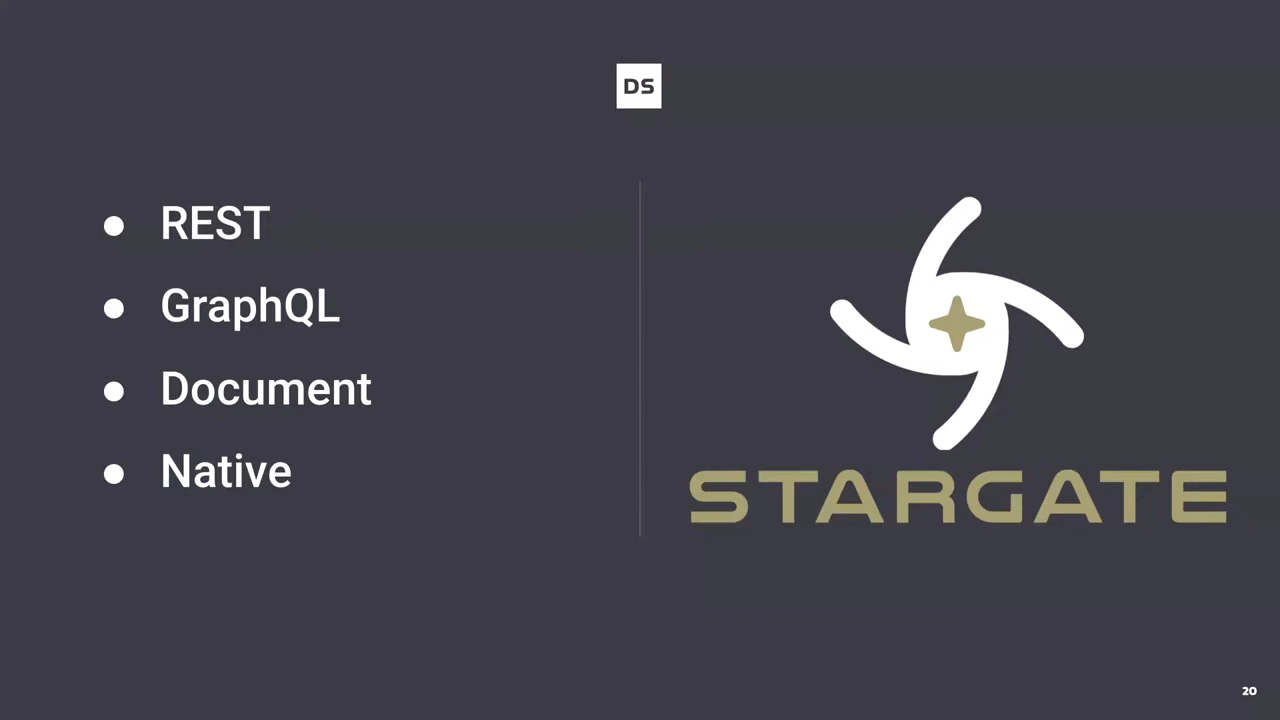 DS
● REST
● GraphQL
● Document
● Native
STARGATE
20